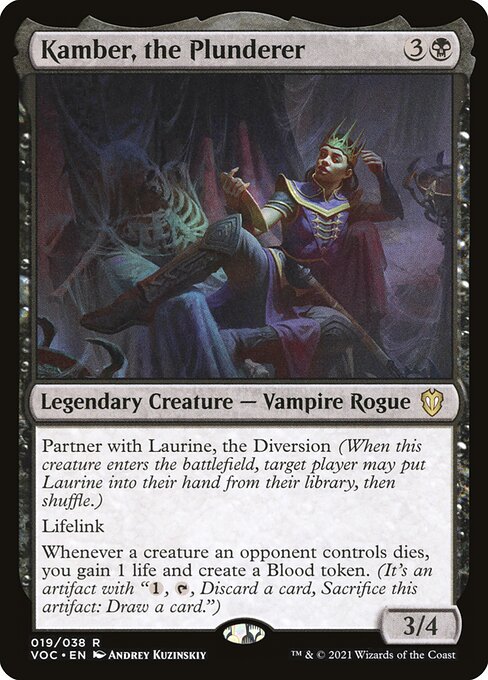 Kamber, the Plunderer 3
Legendary Creature — Vampire Rogue
Partner with Laurine, the Diversion (When this
creature enters the battlefield, target player may put
Laurine into their hand from their library, then
shuffle.)
Lifelink
Whenever a creature an opponent controls dies,
you gain 1 life and create a Blood token. (It's an
artifact with “1, , Discard a card, Sacrifice this
artifact: Draw a card.”)
3/4
019/038 R
VOC • EN Andrey Kuzinskiy ™ & © 2021 Wizards of the Coast